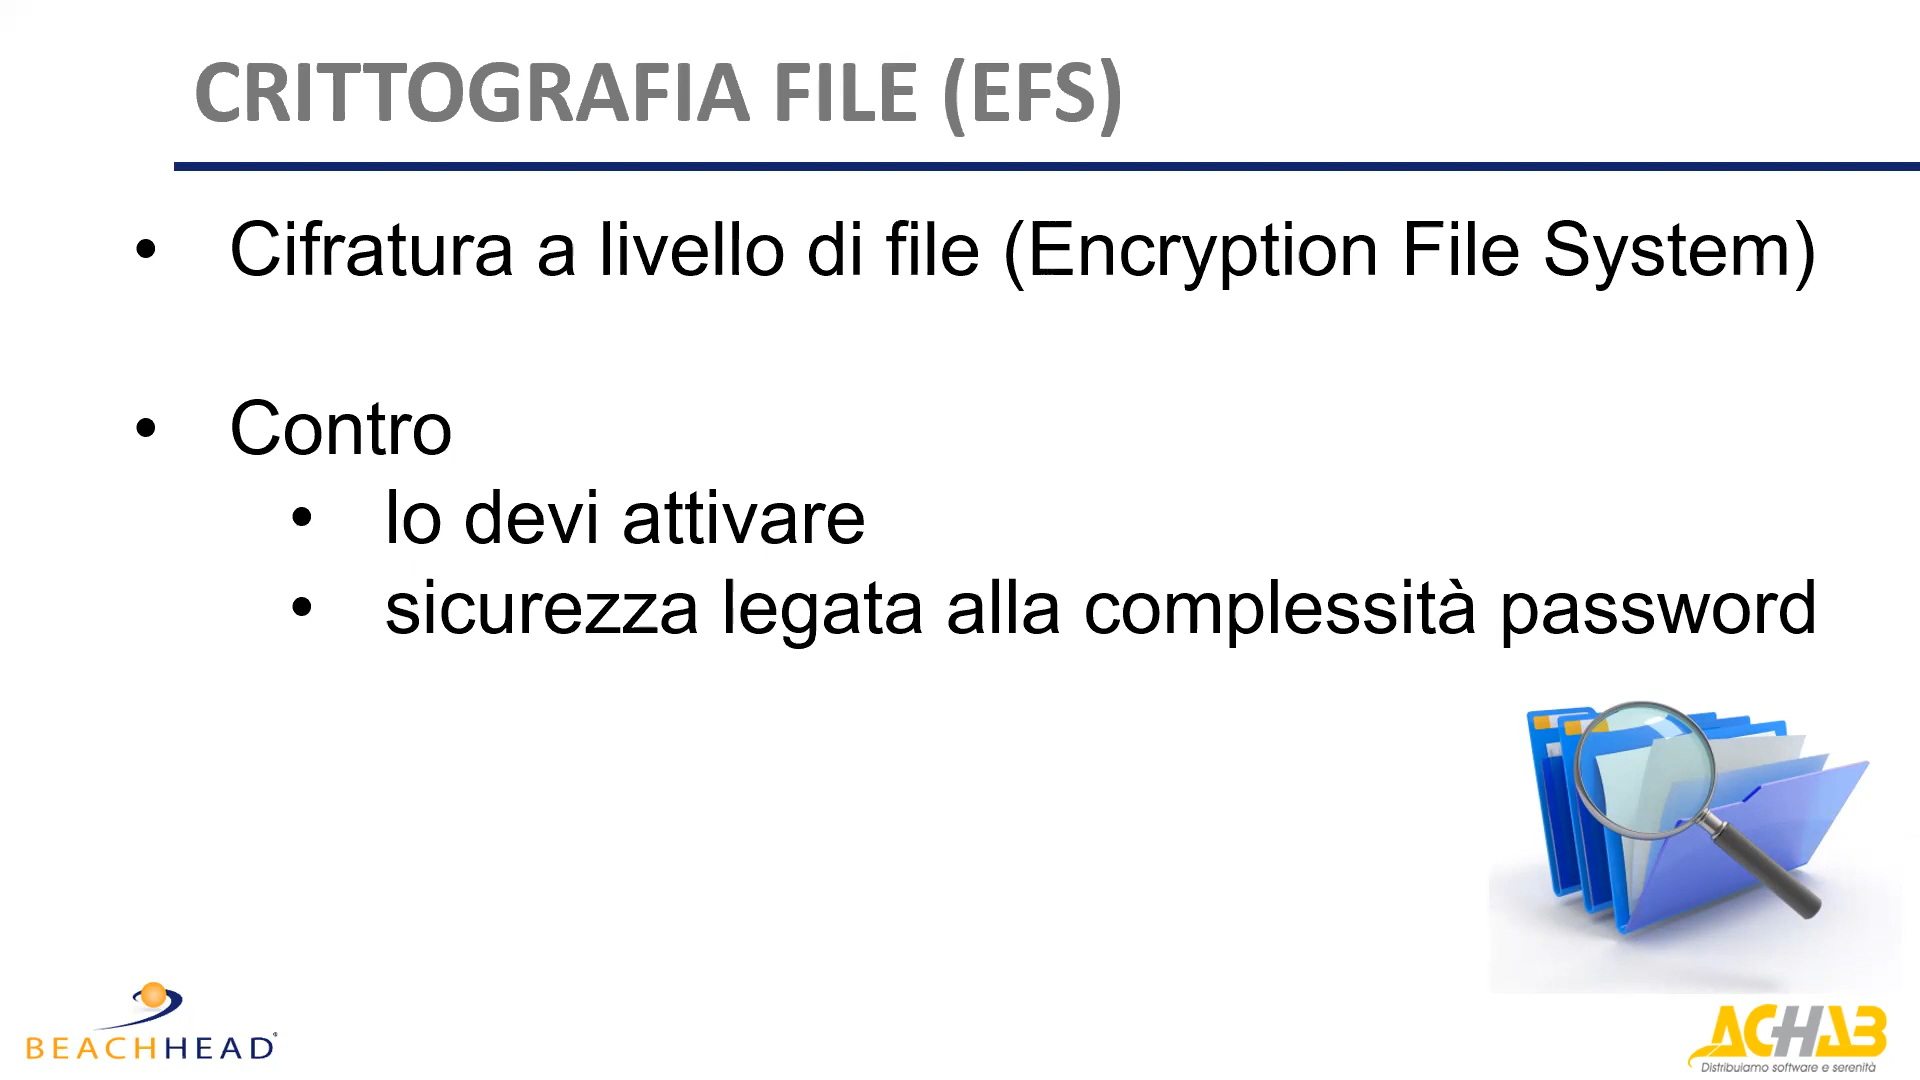 CRITTOGRAFIA FILE (EFS)
• Cifratura a livello di file (Encryption File System)
• Contro
• lo devi attivare
• sicurezza legata alla complessità password
BEACHHEAD®
ACHAB
Distribuiamo software e serenità